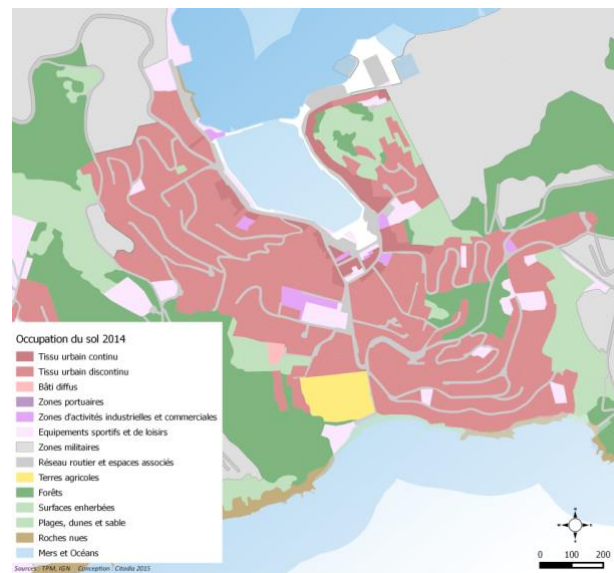 Occupation du sol 2014
Tissu urbain continu
Tissu urbain discontinu
Bâti diffus
Zones portuaires
Zones d'activités industrielles et commerciales
Equipements sportifs et de loisirs
Zones militaires
Réseau routier et espaces associés
Terres agricoles
Forêts
Surfaces enherbées
Plages, dunes et sable
Roches nues
Mers et Océans
Sources : TPM, IGN Conception : Citadia 2015
0 100 200